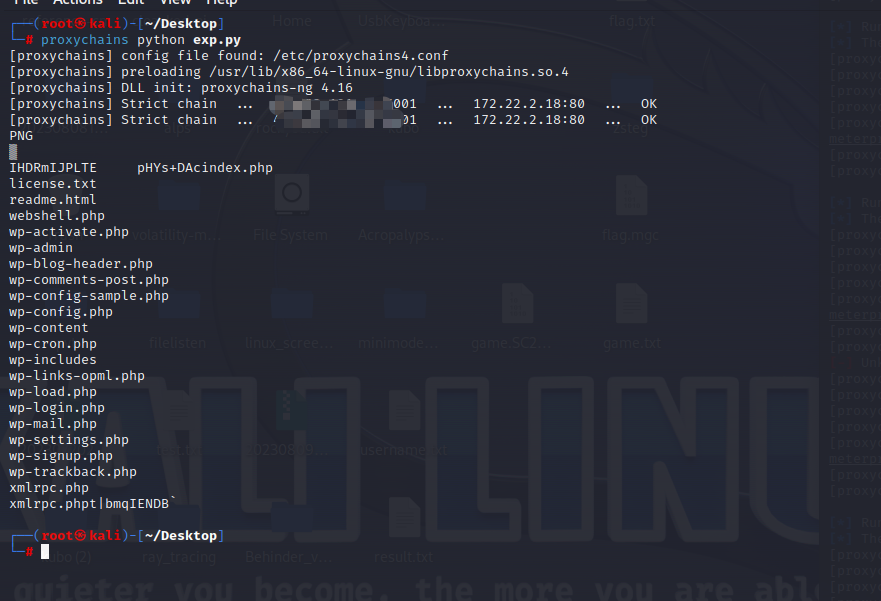 File Actions Edit View Help
┌──(root㉿kali)-[~/Desktop]
└─# proxychains python exp.py
[proxychains] config file found: /etc/proxychains4.conf
[proxychains] preloading /usr/lib/x86_64-linux-gnu/libproxychains.so.4
[proxychains] DLL init: proxychains-ng 4.16
[proxychains] Strict chain ... 001 ... 172.22.2.18:80 ... OK
[proxychains] Strict chain ... 01 ... 172.22.2.18:80 ... OK
PNG
▒
IHDRmIJPLTE pHYs+DAcindex.php
license.txt
readme.html
webshell.php
wp-activate.php
wp-admin
wp-blog-header.php
wp-comments-post.php
wp-config-sample.php
wp-config.php
wp-content
wp-cron.php
wp-includes
wp-links-opml.php
wp-load.php
wp-login.php
wp-mail.php
wp-settings.php
wp-signup.php
wp-trackback.php
xmlrpc.php
xmlrpc.phpt|bmqIENDB`
┌──(root㉿kali)-[~/Desktop]
└─#
Home
flag.txt
volatility-m...
File System
Acropalyps...
flag.mgc
filelisten
linux_scree...
minimode...
game.SC2...
game.txt
ray_tracing
Behinder_v...
result.txt
quieter you become, the more you are abl